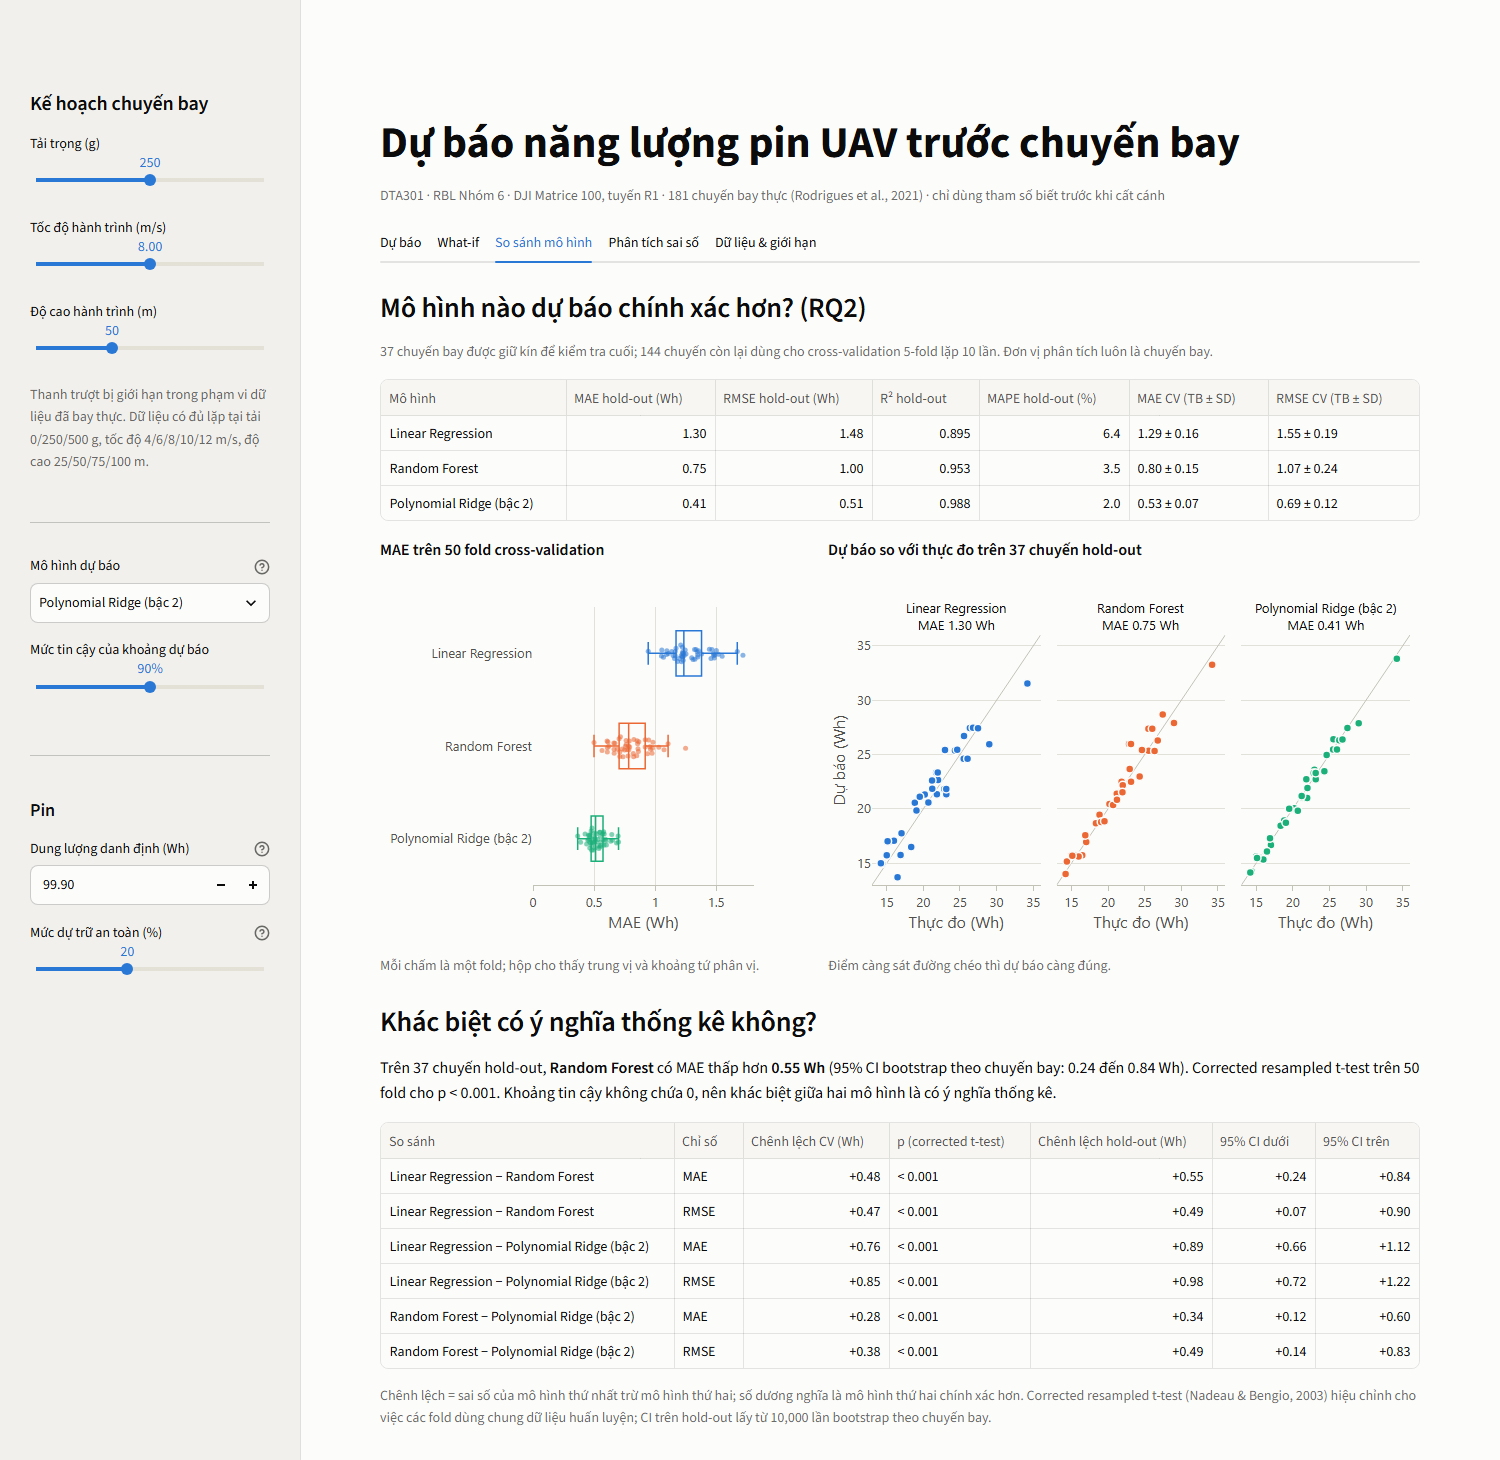 Kế hoạch chuyến bay
Tải trọng (g)
250
Tốc độ hành trình (m/s)
8.00
Độ cao hành trình (m)
50
Thanh trượt bị giới hạn trong phạm vi dữ
liệu đã bay thực. Dữ liệu có đủ lặp tại tải
0/250/500 g, tốc độ 4/6/8/10/12 m/s, độ
cao 25/50/75/100 m.
Mô hình dự báo
Polynomial Ridge (bậc 2)
Mức tin cậy của khoảng dự báo
90%
Pin
Dung lượng danh định (Wh)
99.90
Mức dự trữ an toàn (%)
20
Dự báo năng lượng pin UAV trước chuyến bay
DTA301 · RBL Nhóm 6 · DJI Matrice 100, tuyến R1 · 181 chuyến bay thực (Rodrigues et al., 2021) · chỉ dùng tham số biết trước khi cất cánh
Dự báo What-if So sánh mô hình Phân tích sai số Dữ liệu & giới hạn
Mô hình nào dự báo chính xác hơn? (RQ2)
37 chuyến bay được giữ kín để kiểm tra cuối; 144 chuyến còn lại dùng cho cross-validation 5-fold lặp 10 lần. Đơn vị phân tích luôn là chuyến bay.
Mô hình MAE hold-out (Wh) RMSE hold-out (Wh) R² hold-out MAPE hold-out (%) MAE CV (TB ± SD) RMSE CV (TB ± SD)
Linear Regression 1.30 1.48 0.895 6.4 1.29 ± 0.16 1.55 ± 0.19
Random Forest 0.75 1.00 0.953 3.5 0.80 ± 0.15 1.07 ± 0.24
Polynomial Ridge (bậc 2) 0.41 0.51 0.988 2.0 0.53 ± 0.07 0.69 ± 0.12
MAE trên 50 fold cross-validation
Linear Regression
Random Forest
Polynomial Ridge (bậc 2)
0 0.5 1 1.5
MAE (Wh)
Mỗi chấm là một fold; hộp cho thấy trung vị và khoảng tứ phân vị.
Dự báo so với thực đo trên 37 chuyến hold-out
Linear Regression Random Forest Polynomial Ridge (bậc 2)
MAE 1.30 Wh MAE 0.75 Wh MAE 0.41 Wh
35
30
25
20
15
Dự báo (Wh)
15 20 25 30 35 15 20 25 30 35 15 20 25 30 35
Thực đo (Wh) Thực đo (Wh) Thực đo (Wh)
Điểm càng sát đường chéo thì dự báo càng đúng.
Khác biệt có ý nghĩa thống kê không?
Trên 37 chuyến hold-out, Random Forest có MAE thấp hơn 0.55 Wh (95% CI bootstrap theo chuyến bay: 0.24 đến 0.84 Wh). Corrected resampled t-test trên 50
fold cho p < 0.001. Khoảng tin cậy không chứa 0, nên khác biệt giữa hai mô hình là có ý nghĩa thống kê.
So sánh Chỉ số Chênh lệch CV (Wh) p (corrected t-test) Chênh lệch hold-out (Wh) 95% CI dưới 95% CI trên
Linear Regression − Random Forest MAE +0.48 < 0.001 +0.55 +0.24 +0.84
Linear Regression − Random Forest RMSE +0.47 < 0.001 +0.49 +0.07 +0.90
Linear Regression − Polynomial Ridge (bậc 2) MAE +0.76 < 0.001 +0.89 +0.66 +1.12
Linear Regression − Polynomial Ridge (bậc 2) RMSE +0.85 < 0.001 +0.98 +0.72 +1.22
Random Forest − Polynomial Ridge (bậc 2) MAE +0.28 < 0.001 +0.34 +0.12 +0.60
Random Forest − Polynomial Ridge (bậc 2) RMSE +0.38 < 0.001 +0.49 +0.14 +0.83
Chênh lệch = sai số của mô hình thứ nhất trừ mô hình thứ hai; số dương nghĩa là mô hình thứ hai chính xác hơn. Corrected resampled t-test (Nadeau & Bengio, 2003) hiệu chỉnh cho
việc các fold dùng chung dữ liệu huấn luyện; CI trên hold-out lấy từ 10,000 lần bootstrap theo chuyến bay.